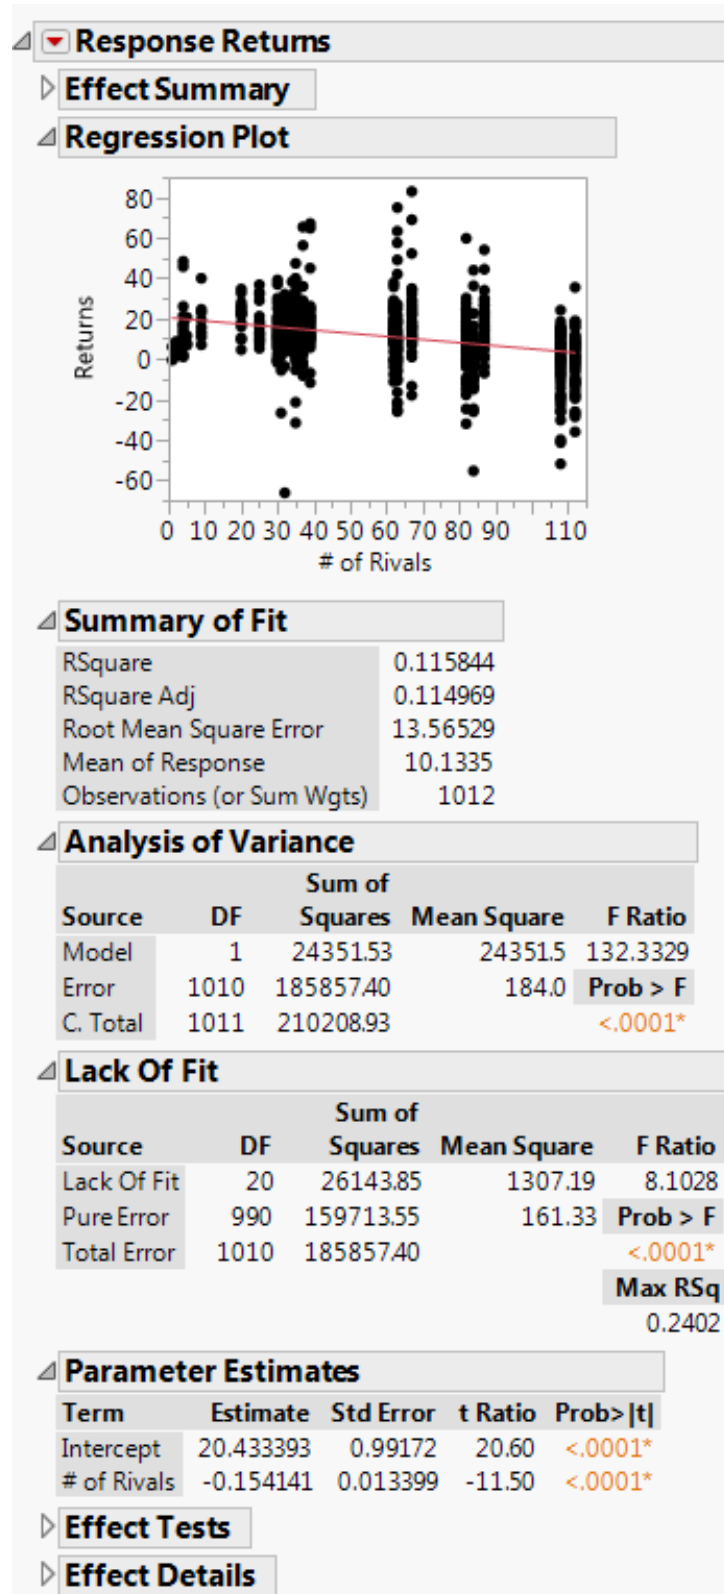 Response Returns
Effect Summary
Regression Plot
80
60
40
20
0
-20
-40
-60
Returns
0 10 20 30 40 50 60 70 80 90 110
# of Rivals
Summary of Fit
RSquare 0.115844
RSquare Adj 0.114969
Root Mean Square Error 13.56529
Mean of Response 10.1335
Observations (or Sum Wgts) 1012
Analysis of Variance
Sum of
Source DF Squares Mean Square F Ratio
Model 1 24351.53 24351.5 132.3329
Error 1010 185857.40 184.0 Prob > F
C. Total 1011 210208.93 <.0001*
Lack Of Fit
Sum of
Source DF Squares Mean Square F Ratio
Lack Of Fit 20 26143.85 1307.19 8.1028
Pure Error 990 159713.55 161.33 Prob > F
Total Error 1010 185857.40 <.0001*
Max RSq
0.2402
Parameter Estimates
Term Estimate Std Error t Ratio Prob>|t|
Intercept 20.433393 0.99172 20.60 <.0001*
# of Rivals -0.154141 0.013399 -11.50 <.0001*
Effect Tests
Effect Details